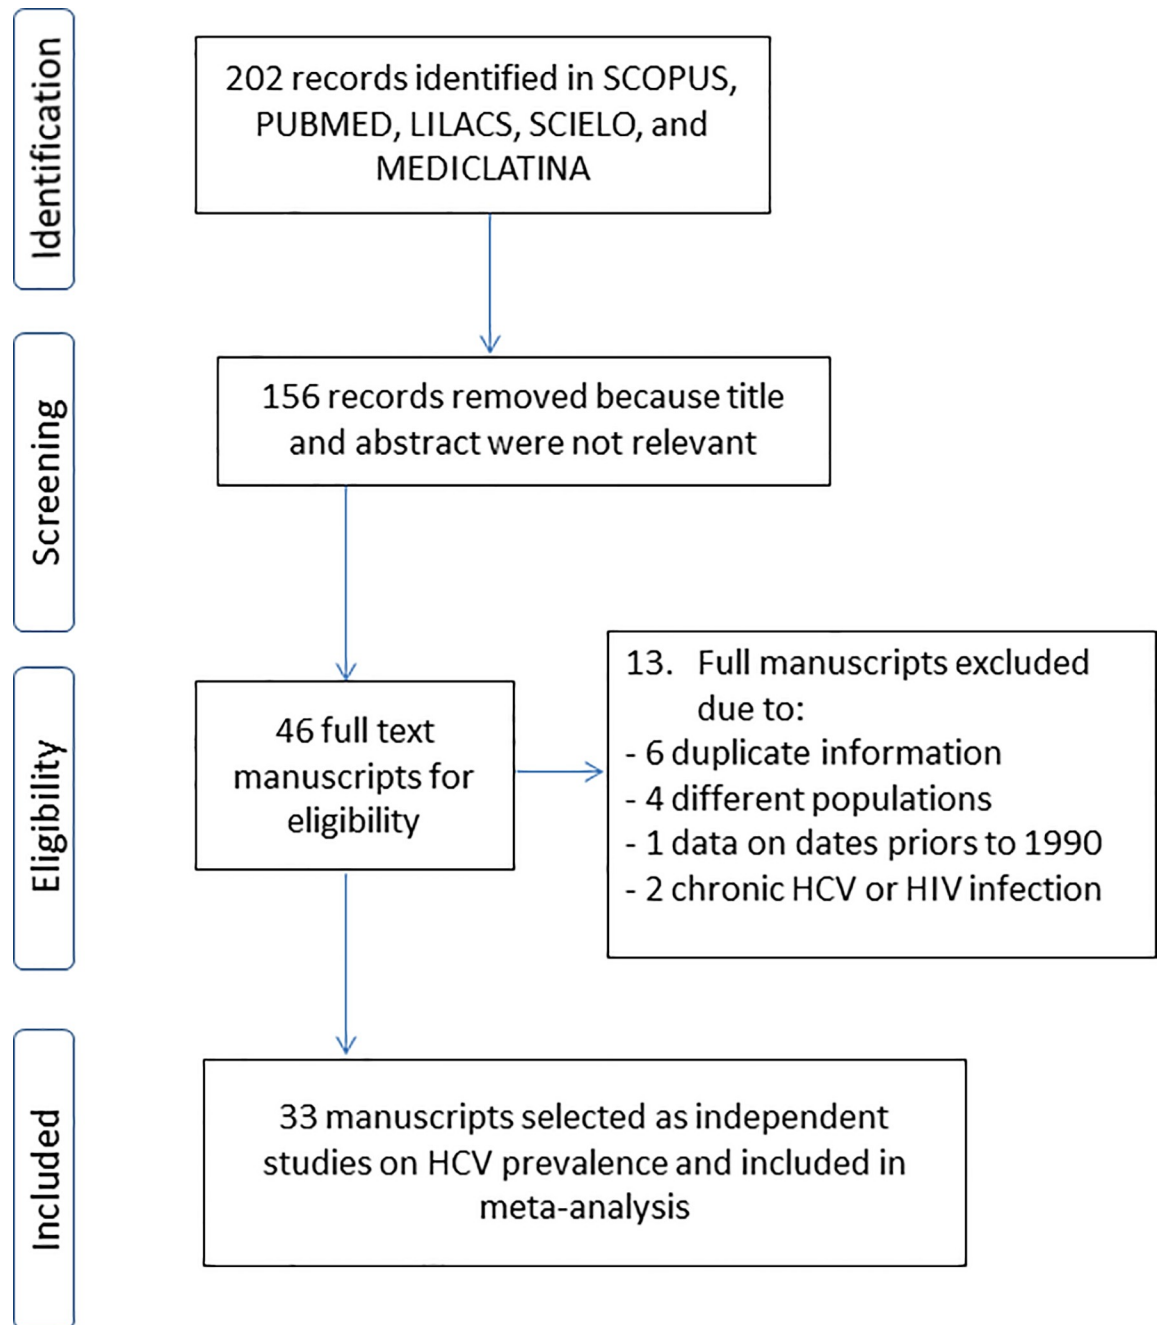 Identification
202 records identified in SCOPUS,
PUBMED, LILACS, SCIELO, and
MEDICLATINA
Screening
156 records removed because title
and abstract were not relevant
Eligibility
46 full text
manuscripts for
eligibility
13. Full manuscripts excluded
due to:
- 6 duplicate information
- 4 different populations
- 1 data on dates priors to 1990
- 2 chronic HCV or HIV infection
Included
33 manuscripts selected as independent
studies on HCV prevalence and included in
meta-analysis